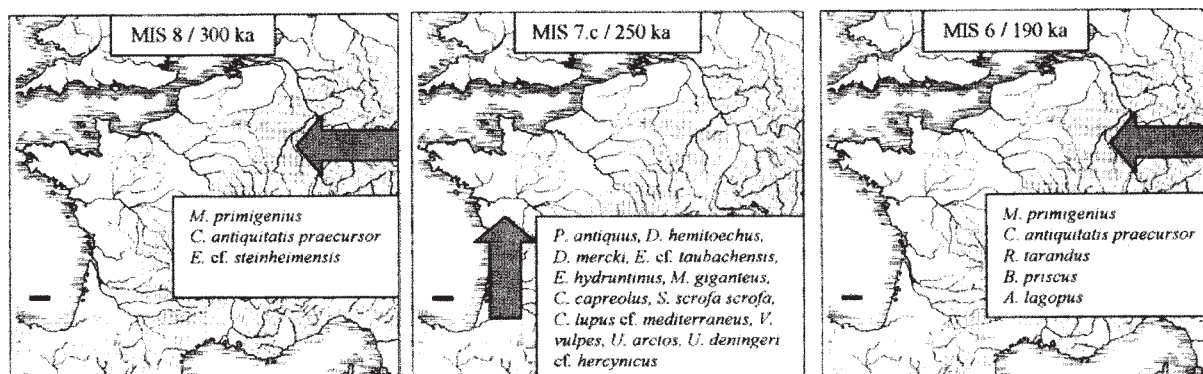 MIS 8 / 300 ka
M. primigenius
C. antiquitatis praecursor
E. cf. steinheimensis
MIS 7.c / 250 ka
P. antiquus, D. hemitoechus,
D. mercki, E. cf. taubachensis,
E. hydruntinus, M. giganteus,
C. capreolus, S. scrofa scrofa,
C. lupus cf. mediterraneus, V.
vulpes, U. arctos, U. deningeri
cf. hercynicus
MIS 6 / 190 ka
M. primigenius
C. antiquitatis praecursor
R. tarandus
B. priscus
A. lagopus